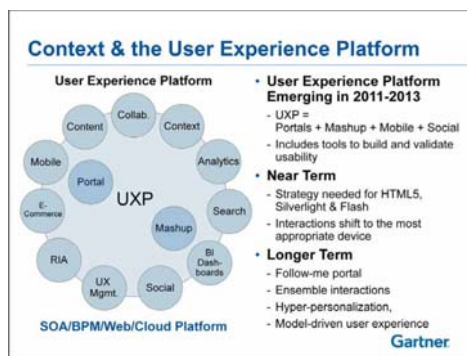 Context & the User Experience Platform
User Experience Platform
Collab.
Content
Context
Mobile
Analytics
Portal
UXP
E-
Commerce
Search
Mashup
RIA
BI
Dash-
boards
UX
Mgmt.
Social
SOA/BPM/Web/Cloud Platform
• User Experience Platform
Emerging in 2011-2013
- UXP =
Portals + Mashup + Mobile + Social
- Includes tools to build and validate
usability
• Near Term
- Strategy needed for HTML5,
Silverlight & Flash
- Interactions shift to the most
appropriate device
• Longer Term
- Follow-me portal
- Ensemble interactions
- Hyper-personalization,
- Model-driven user experience
Gartner